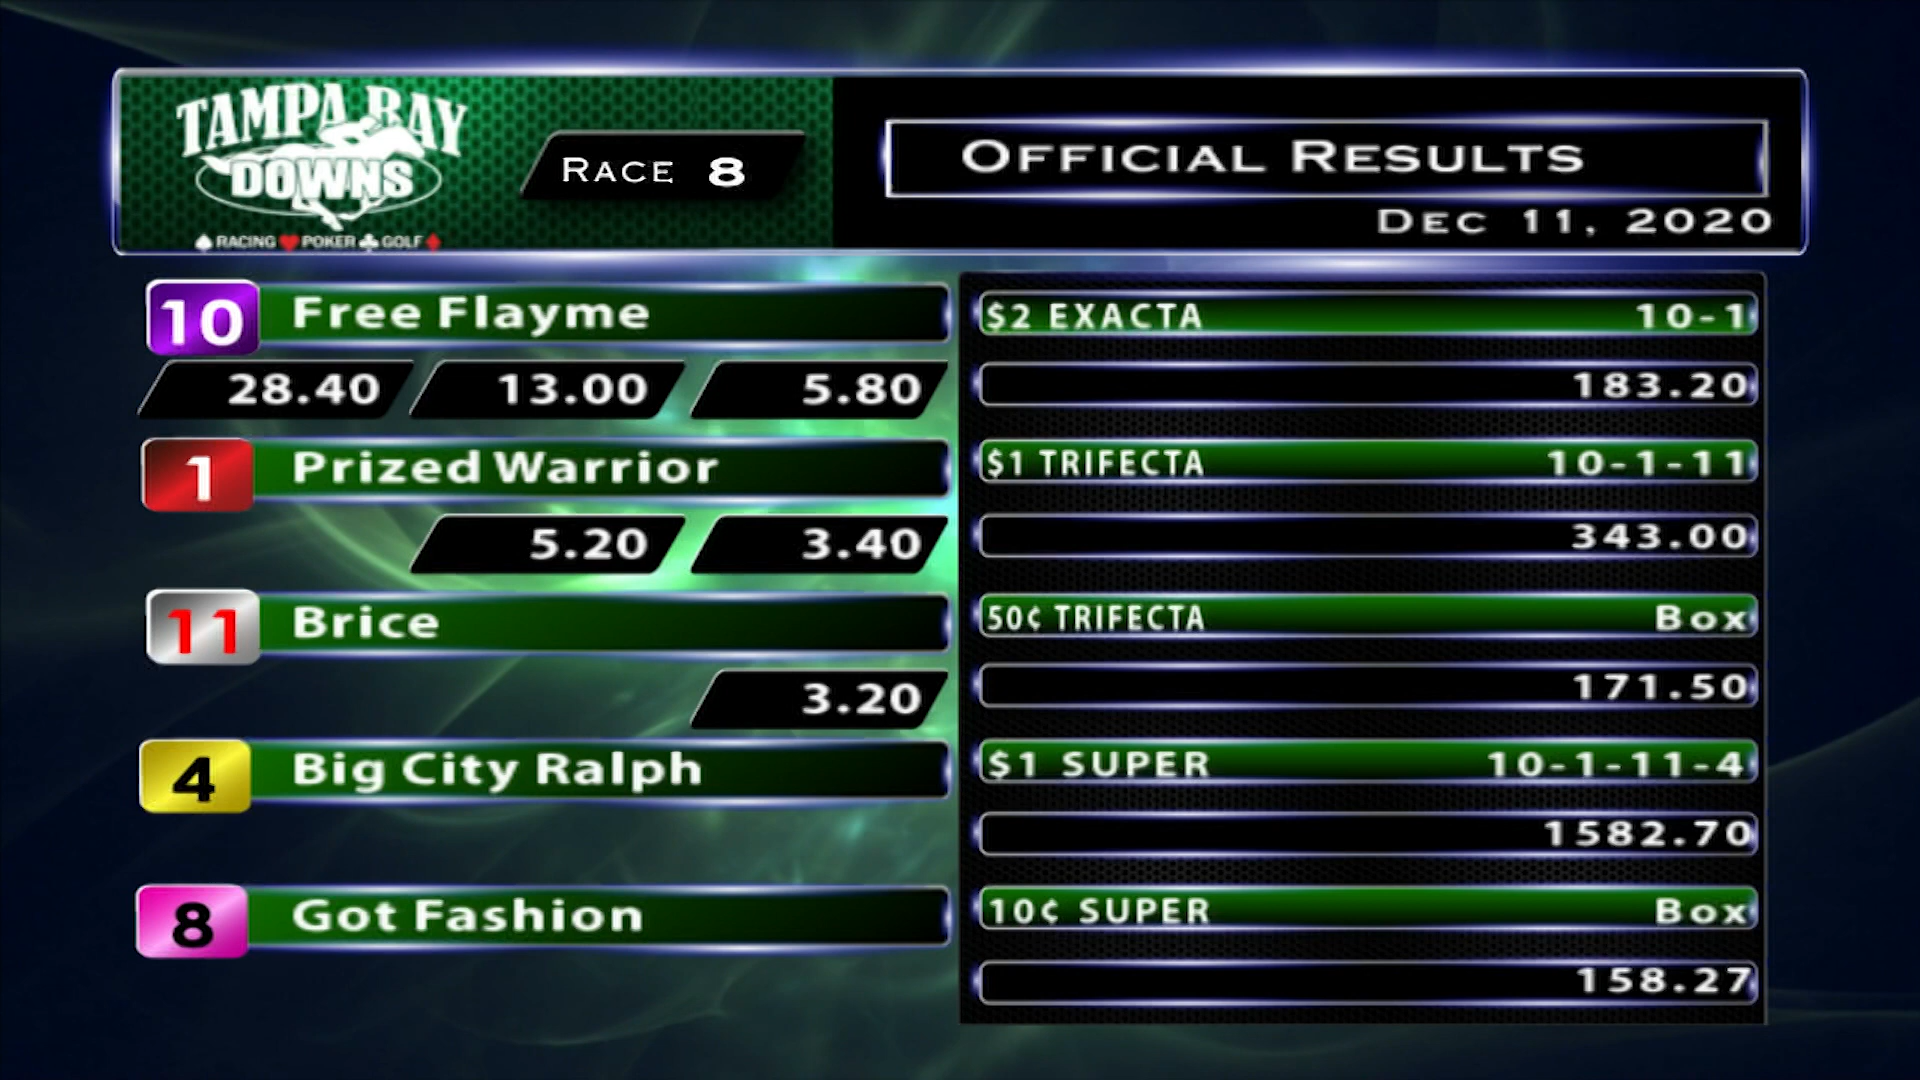 TAMPA BAY
DOWNS
RACING POKER GOLF
RACE 8
OFFICIAL RESULTS
DEC 11, 2020
10 Free Flayme
28.40 13.00 5.80
1 Prized Warrior
5.20 3.40
11 Brice
3.20
4 Big City Ralph
8 Got Fashion
$2 EXACTA 10-1
183.20
$1 TRIFECTA 10-1-11
343.00
50¢ TRIFECTA Box
171.50
$1 SUPER 10-1-11-4
1582.70
10¢ SUPER Box
158.27